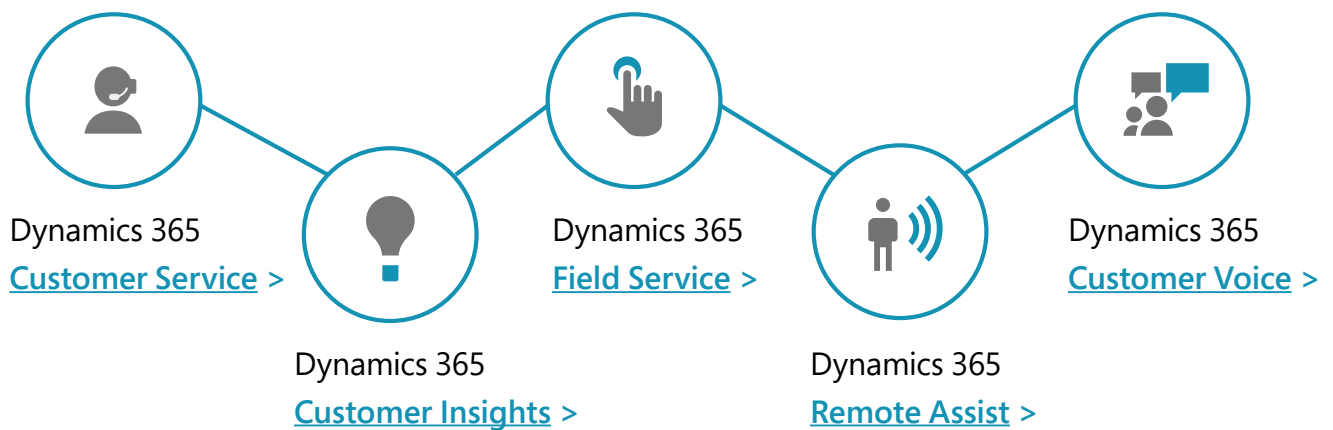 Dynamics 365
Customer Service >
Dynamics 365
Customer Insights >
Dynamics 365
Field Service >
Dynamics 365
Remote Assist >
Dynamics 365
Customer Voice >